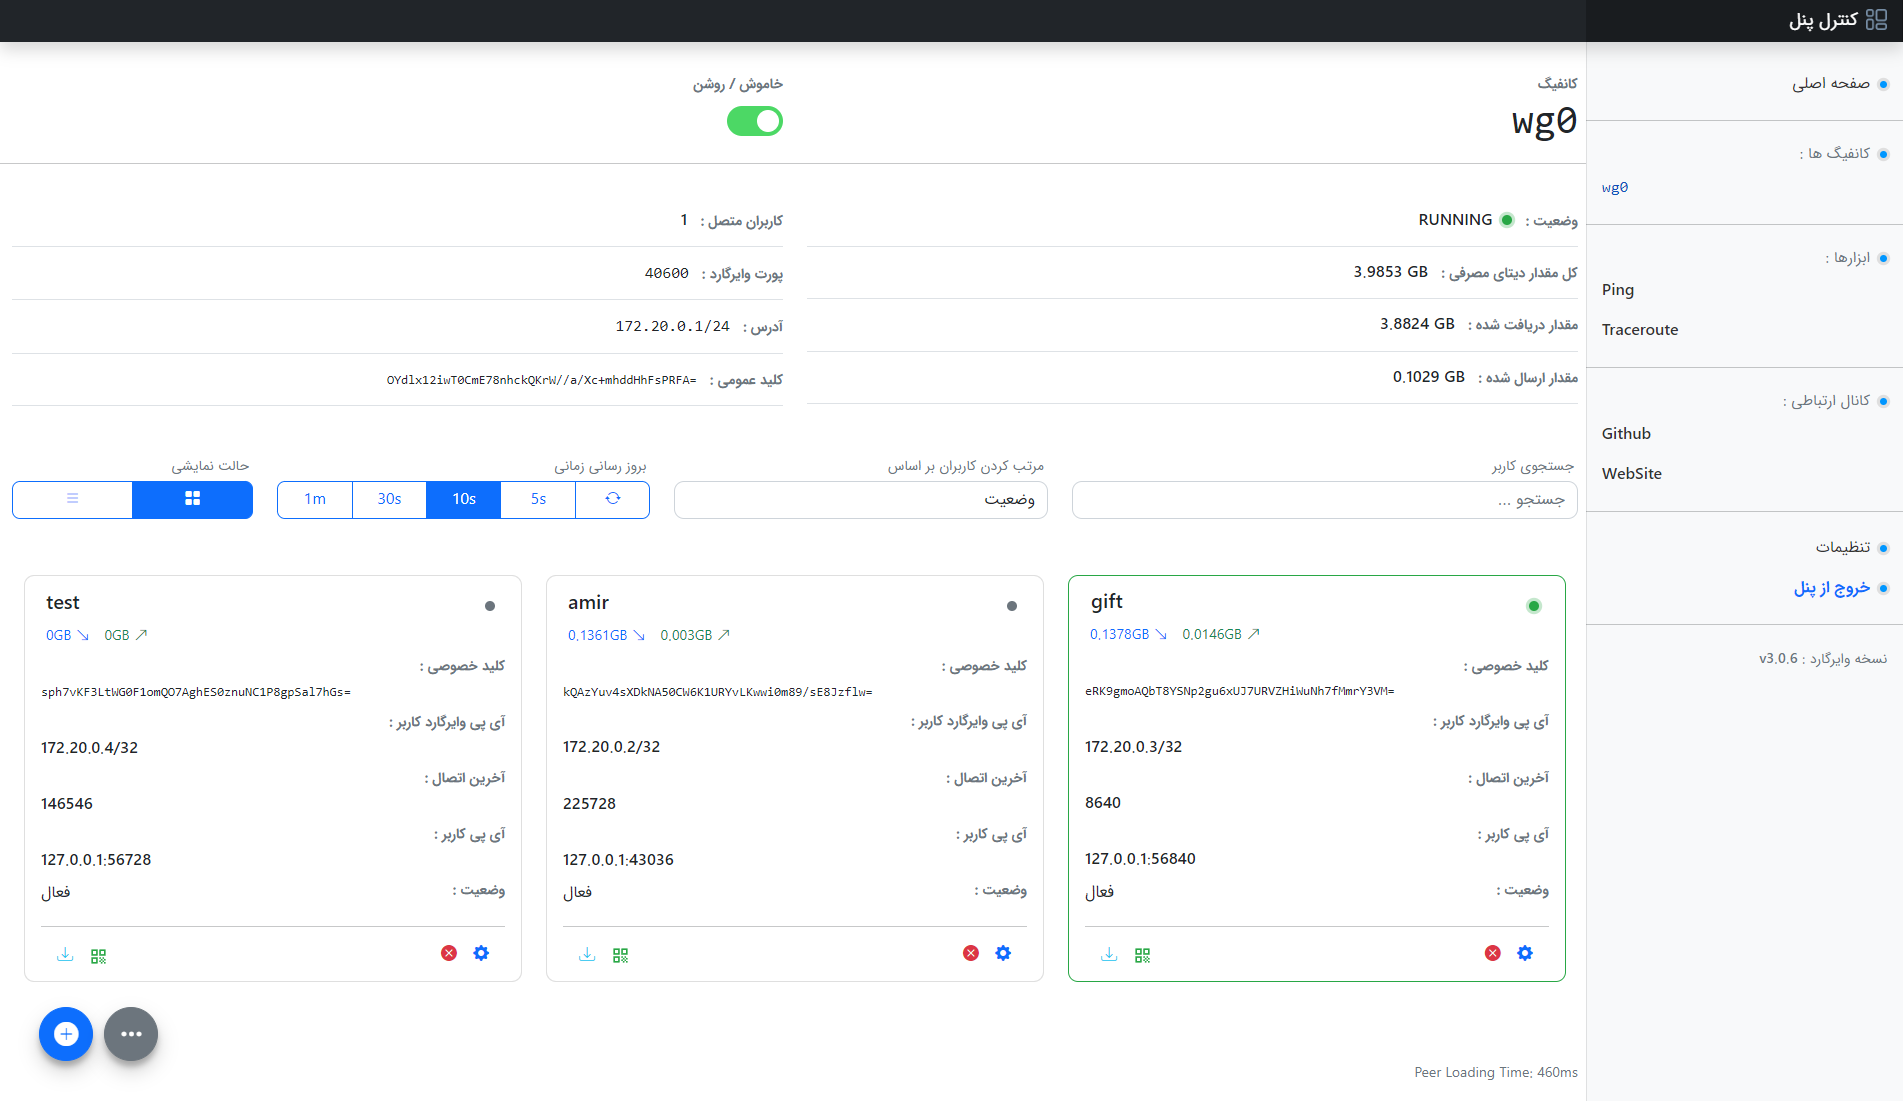 کنترل پنل
صفحه اصلی
کانفیگ ها :
wg0
ابزارها :
Ping
Traceroute
کانال ارتباطی :
Github
WebSite
تنظیمات
خروج از پنل
نسخه وایرگارد : v3.0.6
کانفیگ
wg0
خاموش / روشن
وضعیت : RUNNING
کل مقدار دیتای مصرفی : 3.9853 GB
مقدار دریافت شده : 3.8824 GB
مقدار ارسال شده : 0.1029 GB
کاربران متصل : 1
پورت وایرگارد : 40600
آدرس : 172.20.0.1/24
کلید عمومی : OYdlx12iwT0CmE78nhckQKrW//a/Xc+mhddHhFsPRFA=
جستجوی کاربر
جستجو ...
مرتب کردن کاربران بر اساس
وضعیت
بروز رسانی زمانی
5s
10s
30s
1m
حالت نمایشی
gift
0.1378GB 0.0146GB
کلید خصوصی :
eRK9gmoAQbT8YSNp2gu6xUJ7URVZHiWuNh7fMmrY3VM=
آی پی وایرگارد کاربر :
172.20.0.3/32
آخرین اتصال :
8640
آی پی کاربر :
127.0.0.1:56840
وضعیت : فعال
amir
0.1361GB 0.003GB
کلید خصوصی :
kQAzYuv4sXDkNA50CW6K1URYvLKwwi0m89/sE8Jzflw=
آی پی وایرگارد کاربر :
172.20.0.2/32
آخرین اتصال :
225728
آی پی کاربر :
127.0.0.1:43036
وضعیت : فعال
test
0GB 0GB
کلید خصوصی :
sph7vKF3LtWG0F1omQO7AghES0znuNC1P8gpSal7hGs=
آی پی وایرگارد کاربر :
172.20.0.4/32
آخرین اتصال :
146546
آی پی کاربر :
127.0.0.1:56728
وضعیت : فعال
Peer Loading Time: 460ms